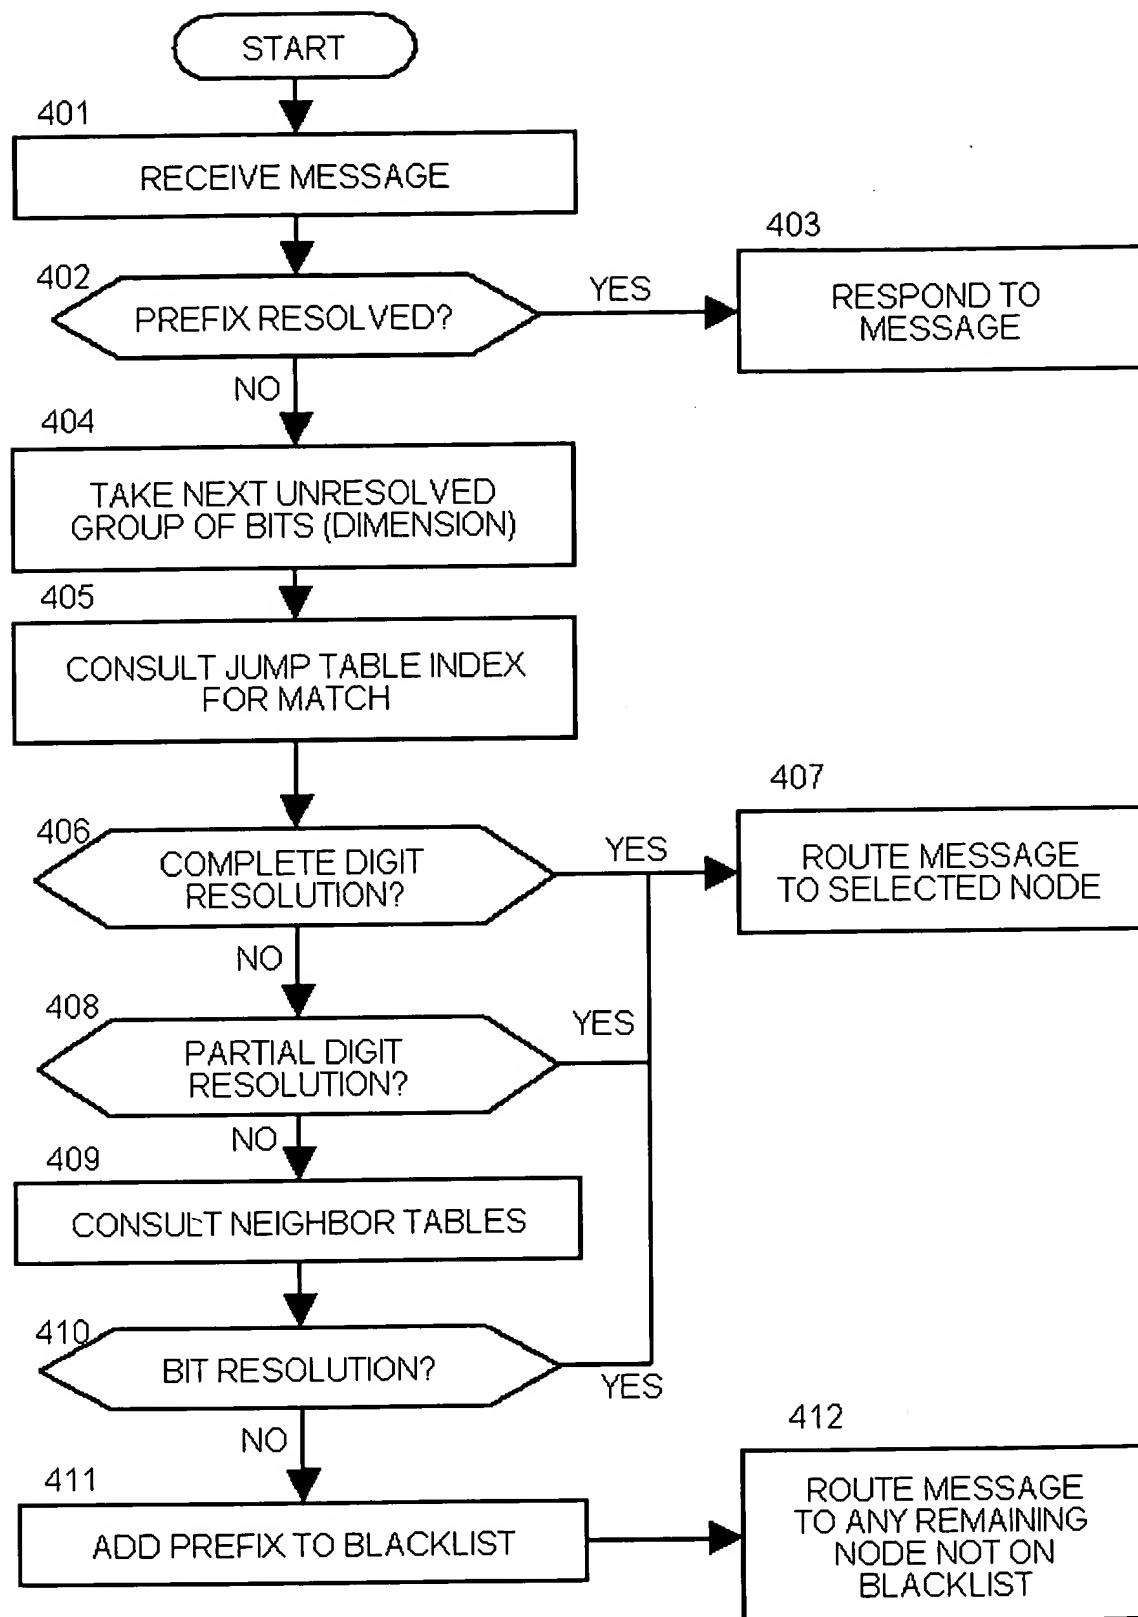 START
401
RECEIVE MESSAGE
402
PREFIX RESOLVED?
YES
403
RESPOND TO
MESSAGE
NO
404
TAKE NEXT UNRESOLVED
GROUP OF BITS (DIMENSION)
405
CONSULT JUMP TABLE INDEX
FOR MATCH
406
COMPLETE DIGIT
RESOLUTION?
YES
407
ROUTE MESSAGE
TO SELECTED NODE
NO
408
PARTIAL DIGIT
RESOLUTION?
YES
NO
409
CONSULT NEIGHBOR TABLES
410
BIT RESOLUTION?
YES
NO
411
ADD PREFIX TO BLACKLIST
412
ROUTE MESSAGE
TO ANY REMAINING
NODE NOT ON
BLACKLIST